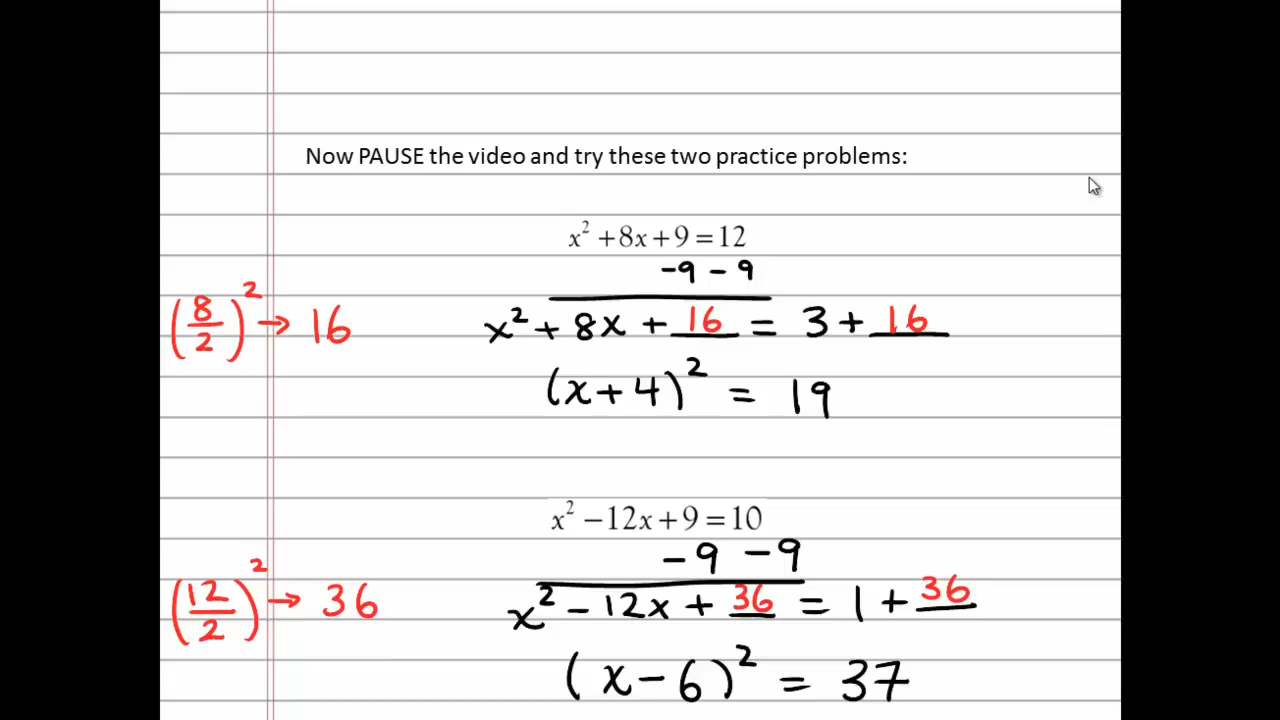 Now PAUSE the video and try these two practice problems:
x² + 8x + 9 = 12
-9 - 9
(8/2)² → 16
x² + 8x + 16 = 3 + 16
(x + 4)² = 19
x² - 12x + 9 = 10
-9 -9
(12/2)² → 36
x² - 12x + 36 = 1 + 36
(x - 6)² = 37